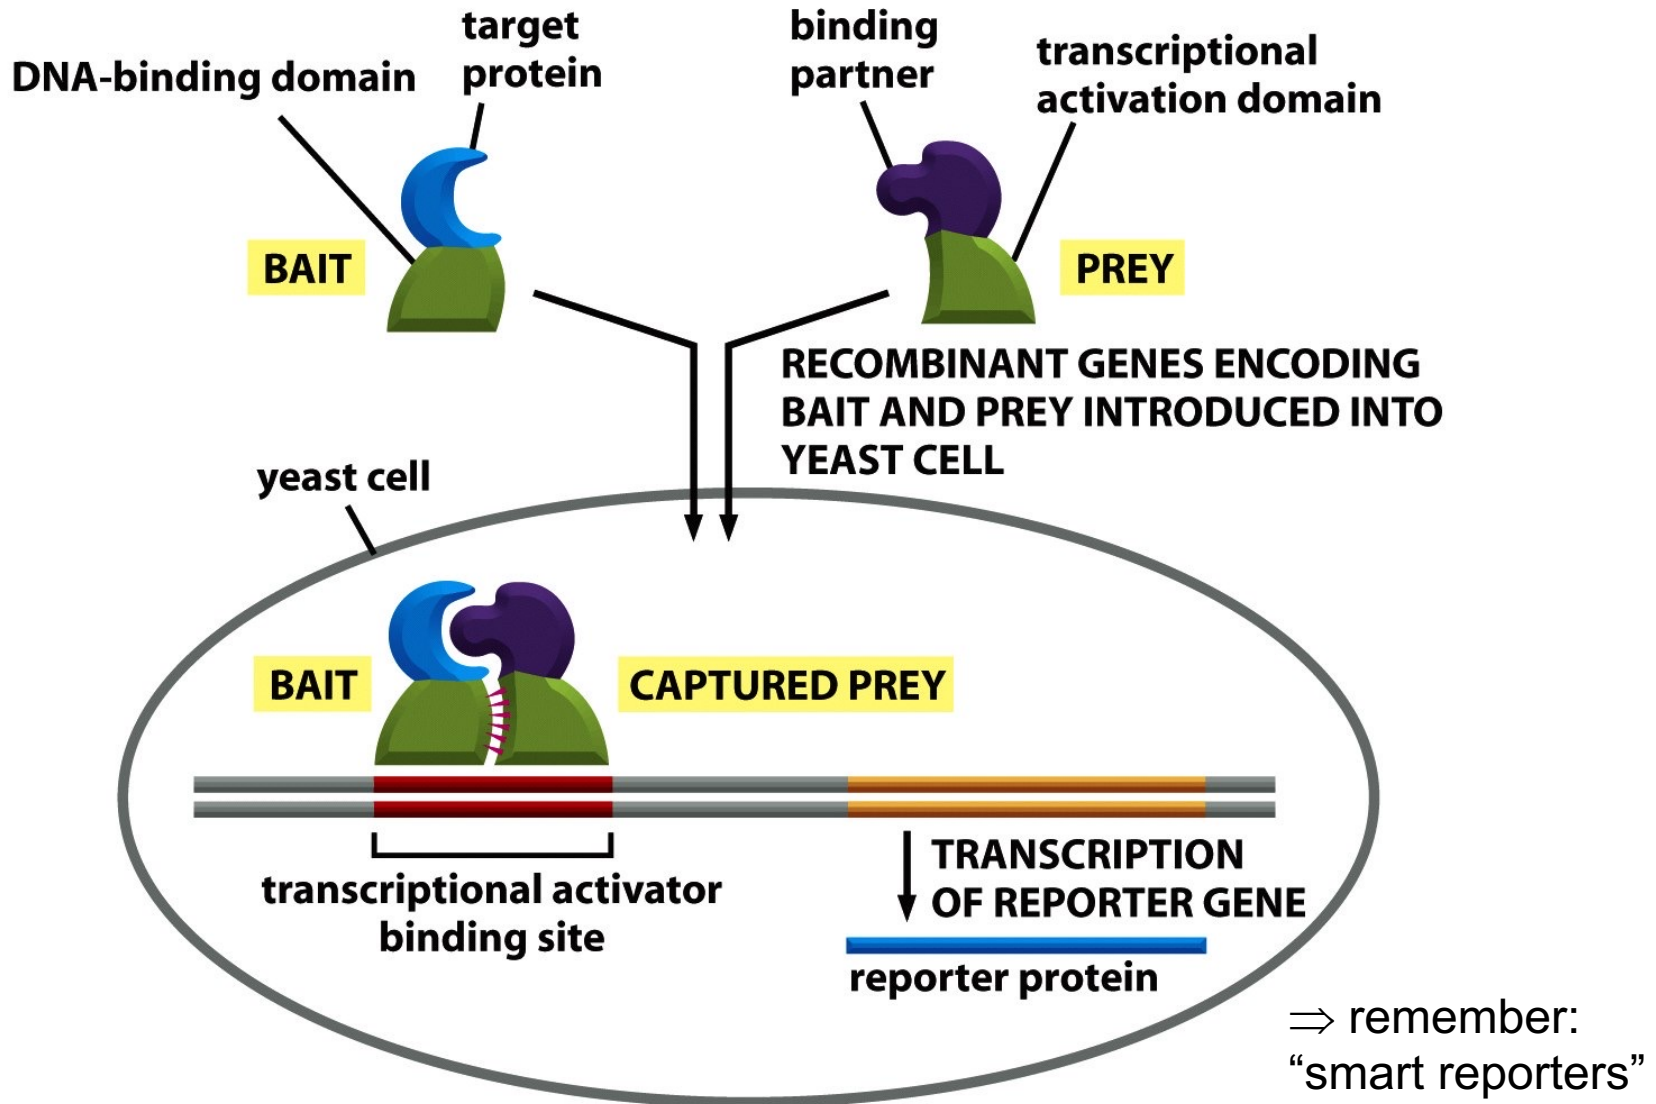 DNA-binding domain
target
protein
binding
partner
transcriptional
activation domain
BAIT
PREY
RECOMBINANT GENES ENCODING
BAIT AND PREY INTRODUCED INTO
YEAST CELL
yeast cell
BAIT
CAPTURED PREY
transcriptional activator
binding site
TRANSCRIPTION
OF REPORTER GENE
reporter protein
⇒ remember:
“smart reporters”